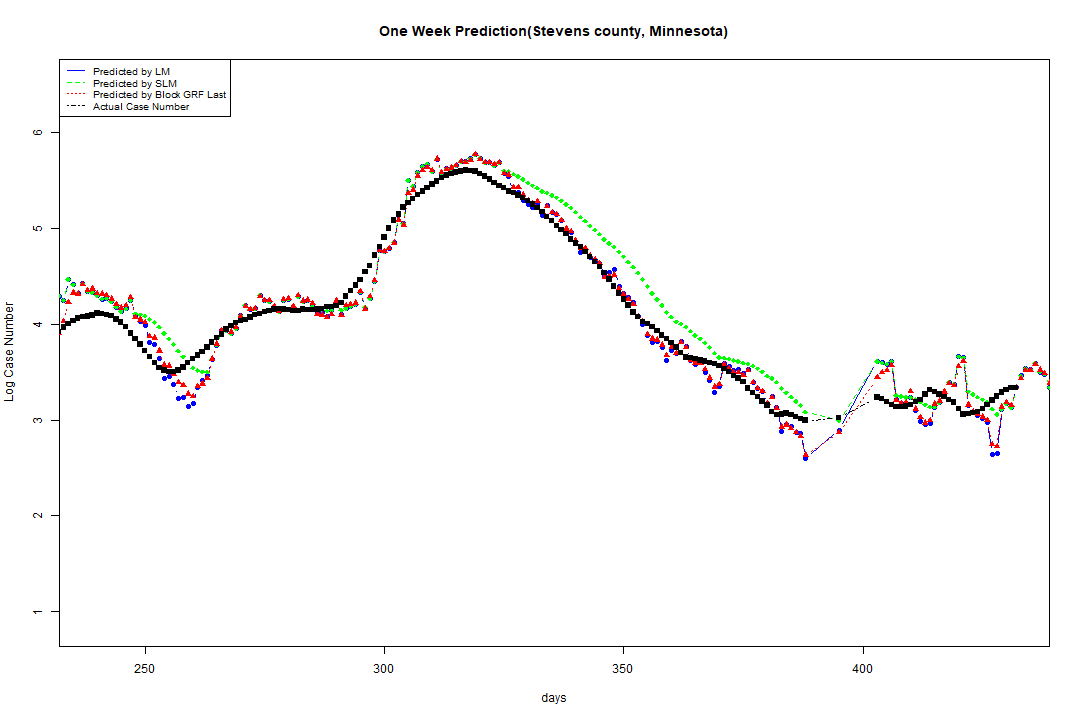 One Week Prediction(Stevens county, Minnesota)
Predicted by LM
Predicted by SLM
Predicted by Block GRF Last
Actual Case Number
Log Case Number
6
5
4
3
2
1
250
300
350
400
days